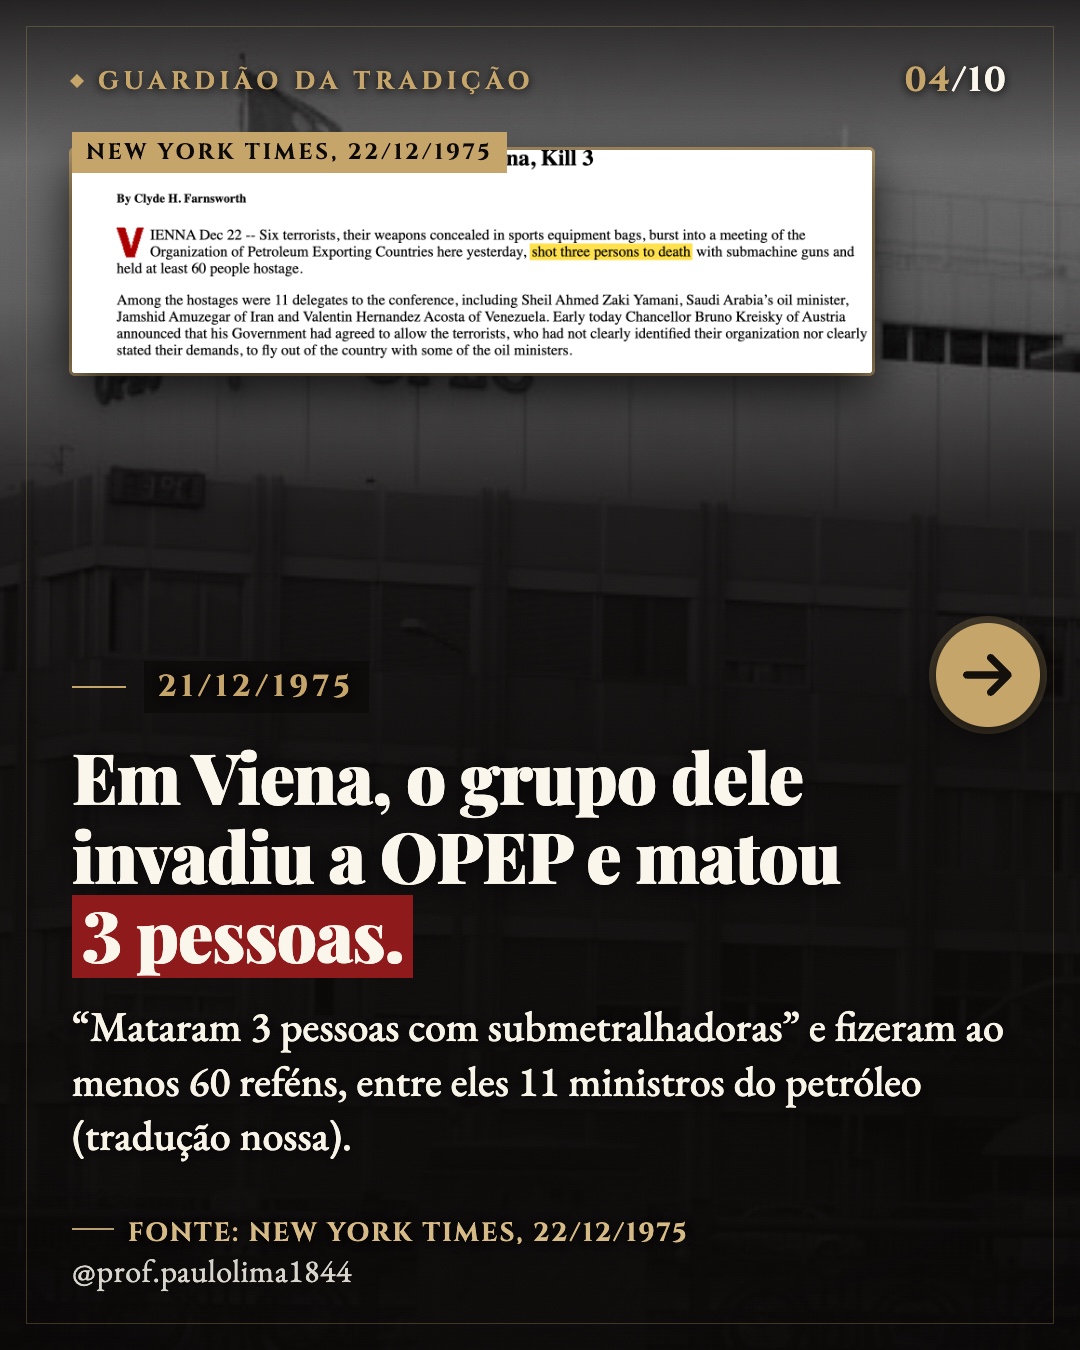 GUARDIÃO DA TRADIÇÃO
04/10
NEW YORK TIMES, 22/12/1975
na, Kill 3
By Clyde H. Farnsworth
VIENNA Dec 22 -- Six terrorists, their weapons concealed in sports equipment bags, burst into a meeting of the
Organization of Petroleum Exporting Countries here yesterday, shot three persons to death with submachine guns and
held at least 60 people hostage.
Among the hostages were 11 delegates to the conference, including Sheil Ahmed Zaki Yamani, Saudi Arabia's oil minister,
Jamshid Amuzegar of Iran and Valentin Hernandez Acosta of Venezuela. Early today Chancellor Bruno Kreisky of Austria
announced that his Government had agreed to allow the terrorists, who had not clearly identified their organization nor clearly
stated their demands, to fly out of the country with some of the oil ministers.
21/12/1975
Em Viena, o grupo dele
invadiu a OPEP e matou
3 pessoas.
“Mataram 3 pessoas com submetralhadoras” e fizeram ao
menos 60 reféns, entre eles 11 ministros do petróleo
(tradução nossa).
FONTE: NEW YORK TIMES, 22/12/1975
@prof.paulolima1844